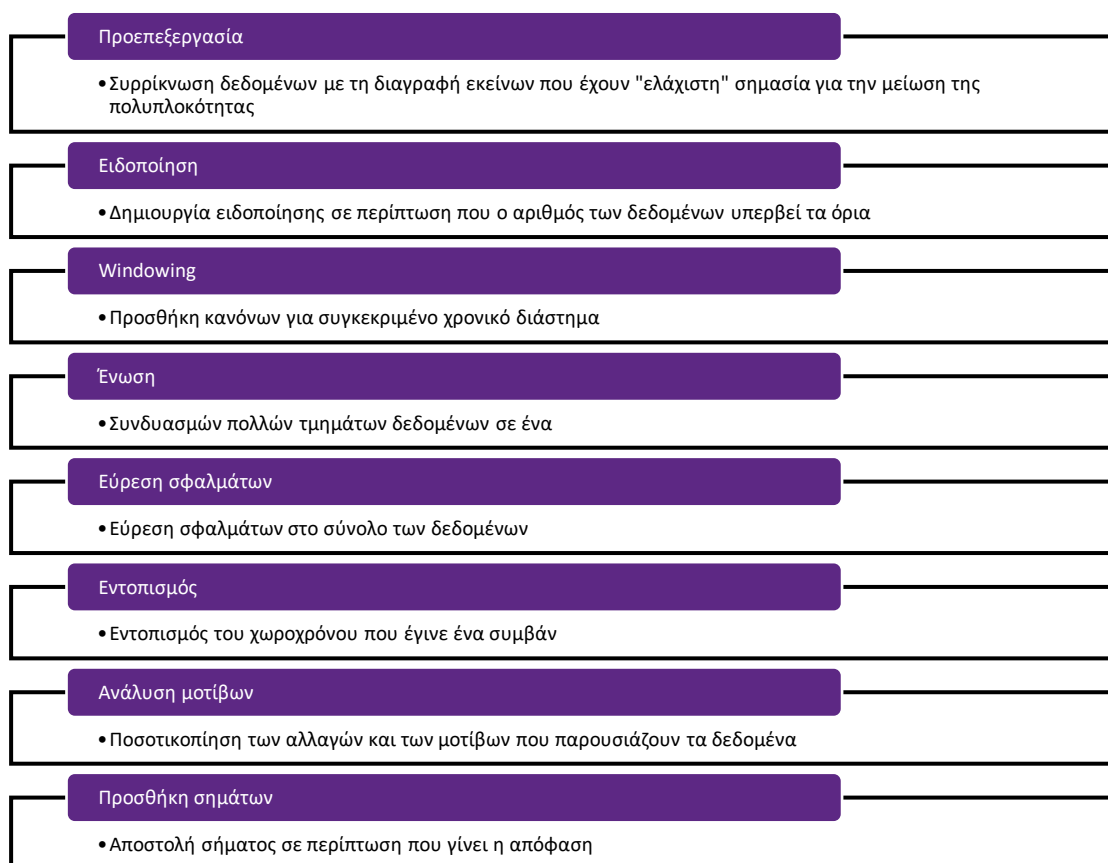 Προεπεξεργασία
•Συρρίκνωση δεδομένων με τη διαγραφή εκείνων που έχουν "ελάχιστη" σημασία για την μείωση της
πολυπλοκότητας
Ειδοποίηση
•Δημιουργία ειδοποίησης σε περίπτωση που ο αριθμός των δεδομένων υπερβεί τα όρια
Windowing
•Προσθήκη κανόνων για συγκεκριμένο χρονικό διάστημα
Ένωση
•Συνδυασμών πολλών τμημάτων δεδομένων σε ένα
Εύρεση σφαλμάτων
•Εύρεση σφαλμάτων στο σύνολο των δεδομένων
Εντοπισμός
•Εντοπισμός του χωροχρόνου που έγινε ένα συμβάν
Ανάλυση μοτίβων
•Ποσοτικοπίηση των αλλαγών και των μοτίβων που παρουσιάζουν τα δεδομένα
Προσθήκη σημάτων
•Αποστολή σήματος σε περίπτωση που γίνει η απόφαση